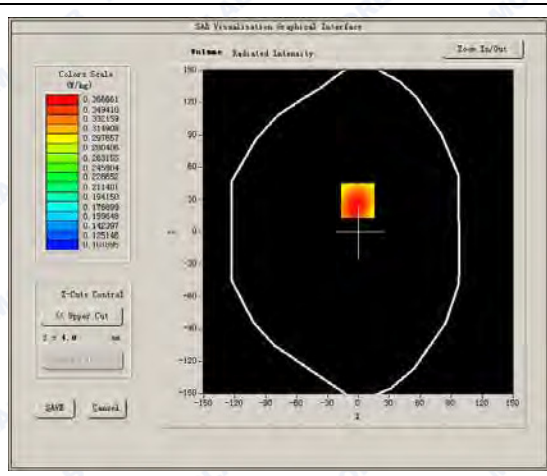 SAR Visualisation Graphical Interface
Volume Radiated Intensity
Zoom In/Out
Colors Scale
(W/kg)
0.366661
0.349410
0.332159
0.314908
0.297657
0.280406
0.263155
0.245904
0.228652
0.211401
0.194150
0.176899
0.159648
0.142397
0.125146
150
120
90
60
30
0
-30
-60
-90
-120
-150
-150 -120 -90 -60 -30 0 30 60 90 120 150
X
Z-Cuts Control
<< Upper Cut
Z = 4.0 mm
SAVE
Cancel